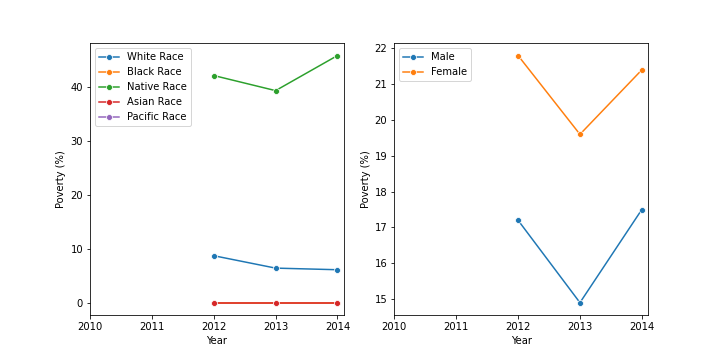 White Race
Black Race
Native Race
Asian Race
Pacific Race
40
30
20
10
0
Poverty (%)
2010 2011 2012 2013 2014
Year
Male
Female
22
21
20
19
18
17
16
15
Poverty (%)
2010 2011 2012 2013 2014
Year